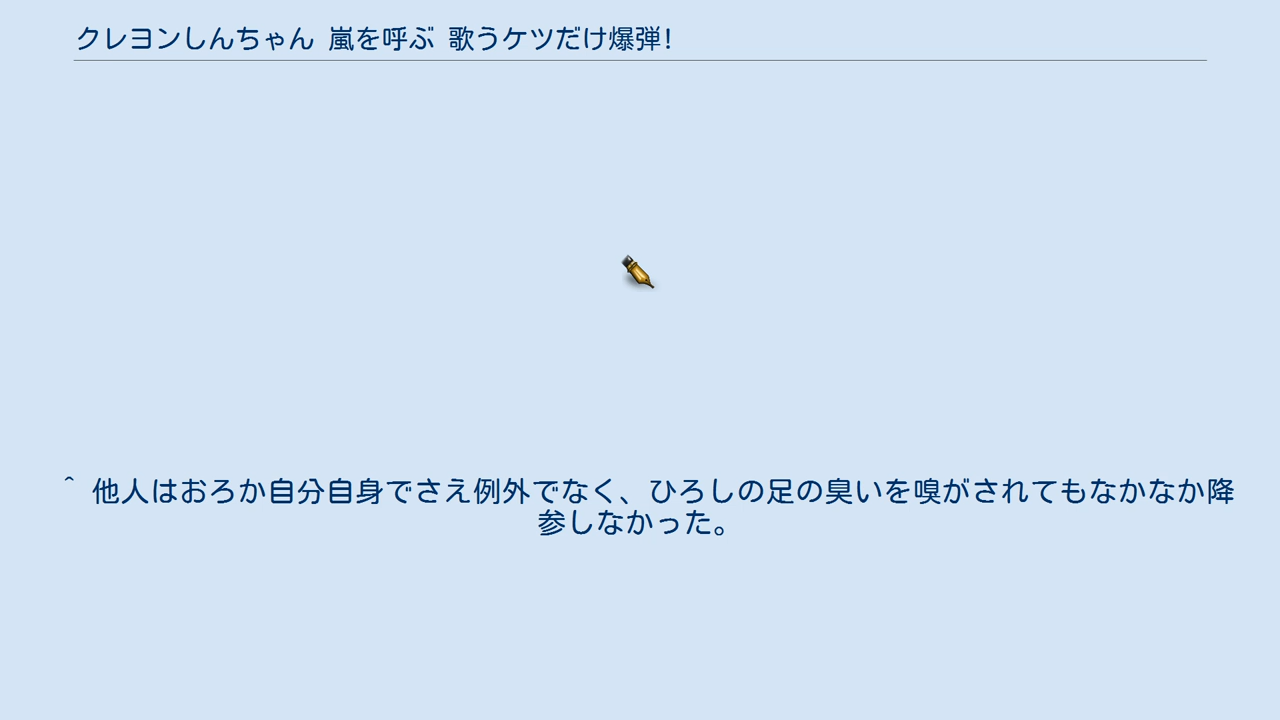 クレヨンしんちゃん 嵐を呼ぶ 歌うケツだけ爆弾!
^ 他人はおろか自分自身でさえ例外でなく、ひろしの足の臭いを嗅がされてもなかなか降
参しなかった。